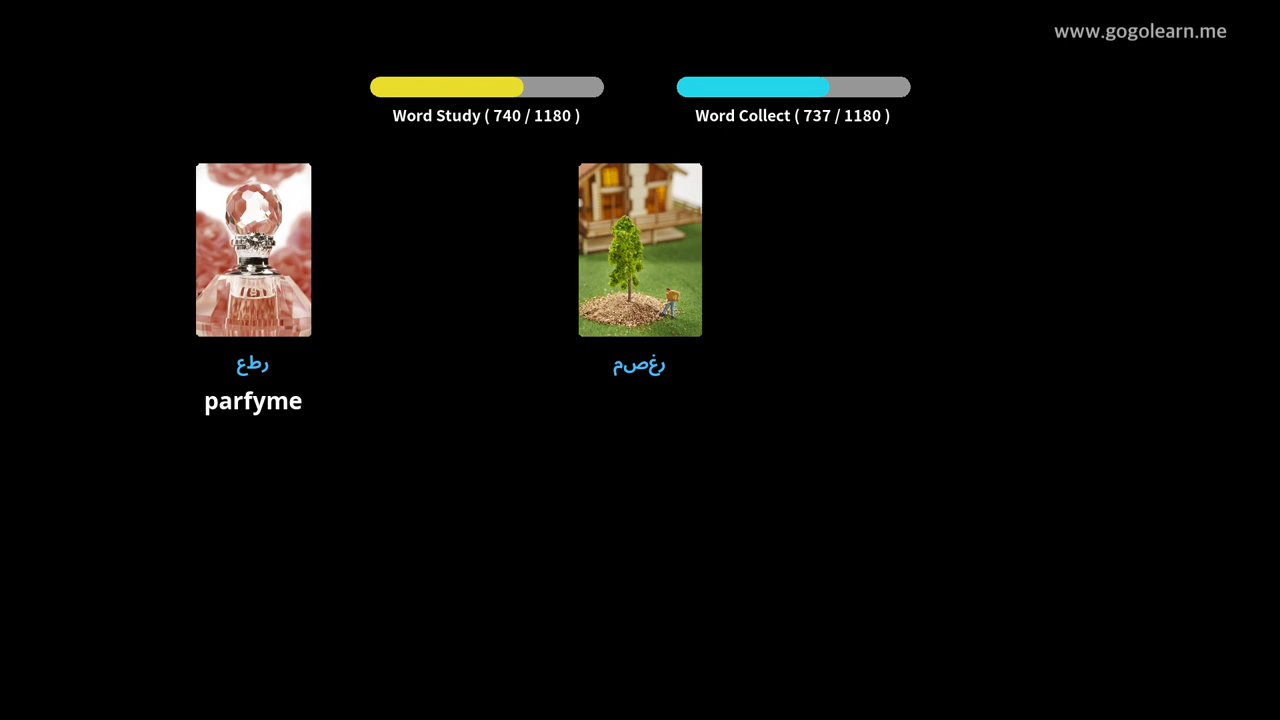 www.gogolearn.me
Word Study ( 740 / 1180 )
Word Collect ( 737 / 1180 )
عطر
مصغر
parfyme